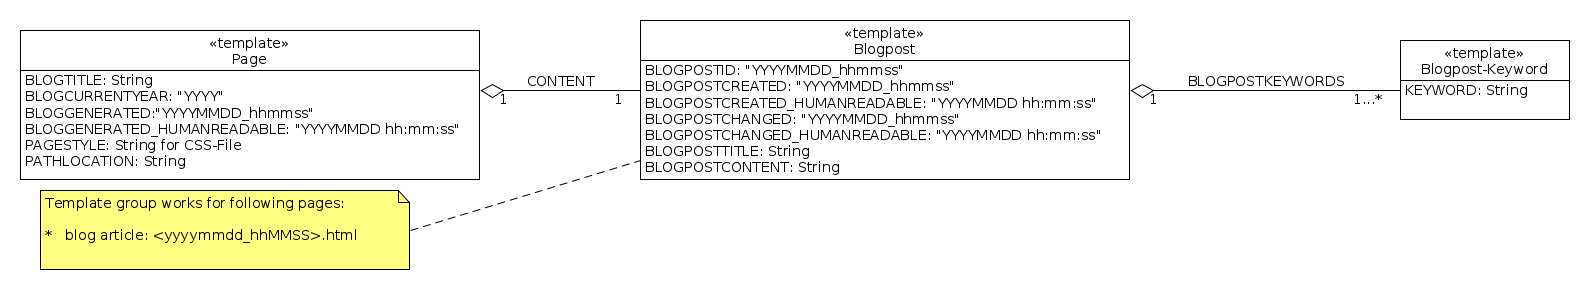 «template»
Page
BLOGTITLE: String
BLOGCURRENTYEAR: "YYYY"
BLOGGENERATED:"YYYYMMDD_hhmmss"
BLOGGENERATED_HUMANREADABLE: "YYYYMMDD hh:mm:ss"
PAGESTYLE: String for CSS-File
PATHLOCATION: String
CONTENT
1
1
«template»
Blogpost
BLOGPOSTID: "YYYYMMDD_hhmmss"
BLOGPOSTCREATED: "YYYYMMDD_hhmmss"
BLOGPOSTCREATED_HUMANREADABLE: "YYYYMMDD hh:mm:ss"
BLOGPOSTCHANGED: "YYYYMMDD_hhmmss"
BLOGPOSTCHANGED_HUMANREADABLE: "YYYYMMDD hh:mm:ss"
BLOGPOSTTITLE: String
BLOGPOSTCONTENT: String
BLOGPOSTKEYWORDS
1
1...*
«template»
Blogpost-Keyword
KEYWORD: String
Template group works for following pages:
* blog article: <yyyymmdd_hhMMSS>.html